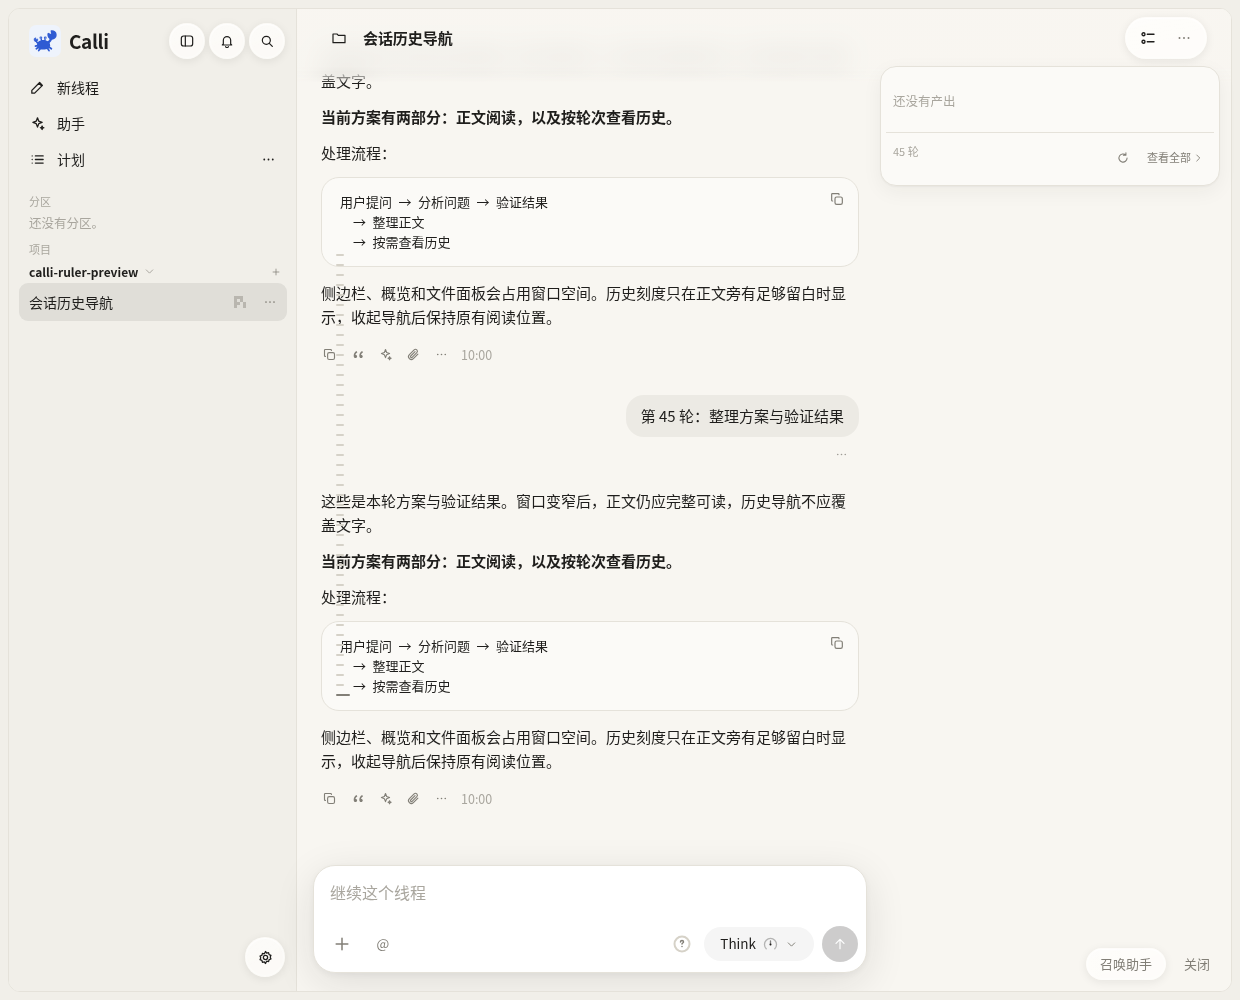 Calli
新线程
助手
计划
分区
还没有分区。
项目
calli-ruler-preview
会话历史导航
会话历史导航
盖文字。
当前方案有两部分：正文阅读，以及按轮次查看历史。
处理流程：
用户提问 → 分析问题 → 验证结果
→ 整理正文
→ 按需查看历史
侧边栏、概览和文件面板会占用窗口空间。历史刻度只在正文旁有足够留白时显
示，收起导航后保持原有阅读位置。
10:00
第 45 轮：整理方案与验证结果
这些是本轮方案与验证结果。窗口变窄后，正文仍应完整可读，历史导航不应覆
盖文字。
当前方案有两部分：正文阅读，以及按轮次查看历史。
处理流程：
用户提问 → 分析问题 → 验证结果
→ 整理正文
→ 按需查看历史
侧边栏、概览和文件面板会占用窗口空间。历史刻度只在正文旁有足够留白时显
示，收起导航后保持原有阅读位置。
10:00
继续这个线程
@
Think
还没有产出
45 轮
查看全部
召唤助手
关闭